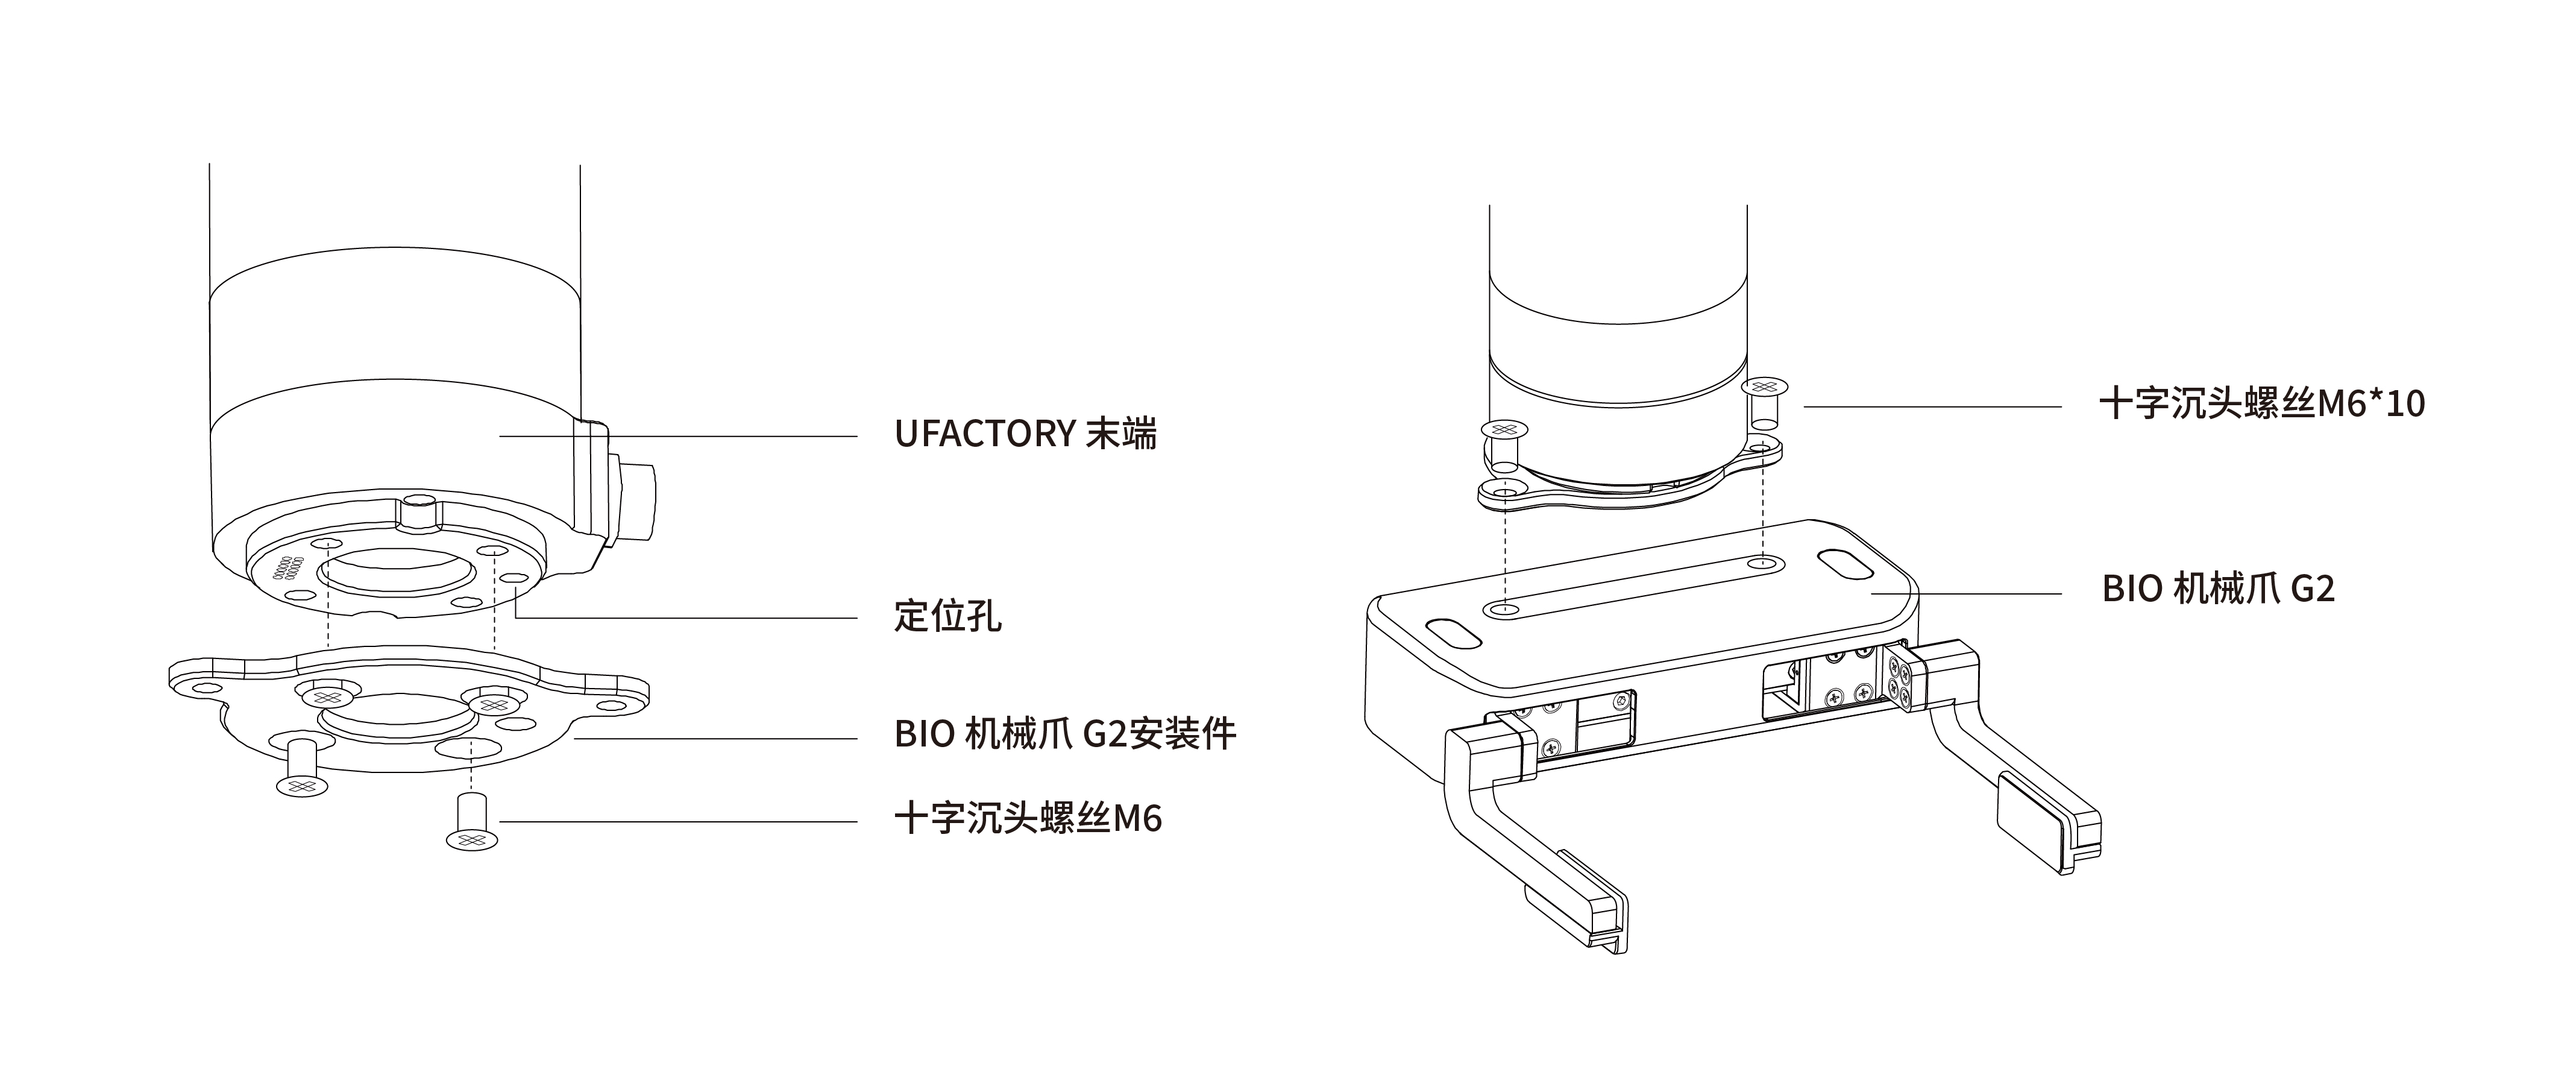 UFACTORY 末端
定位孔
BIO 机械爪 G2安装件
十字沉头螺丝M6
十字沉头螺丝M6*10
BIO 机械爪 G2